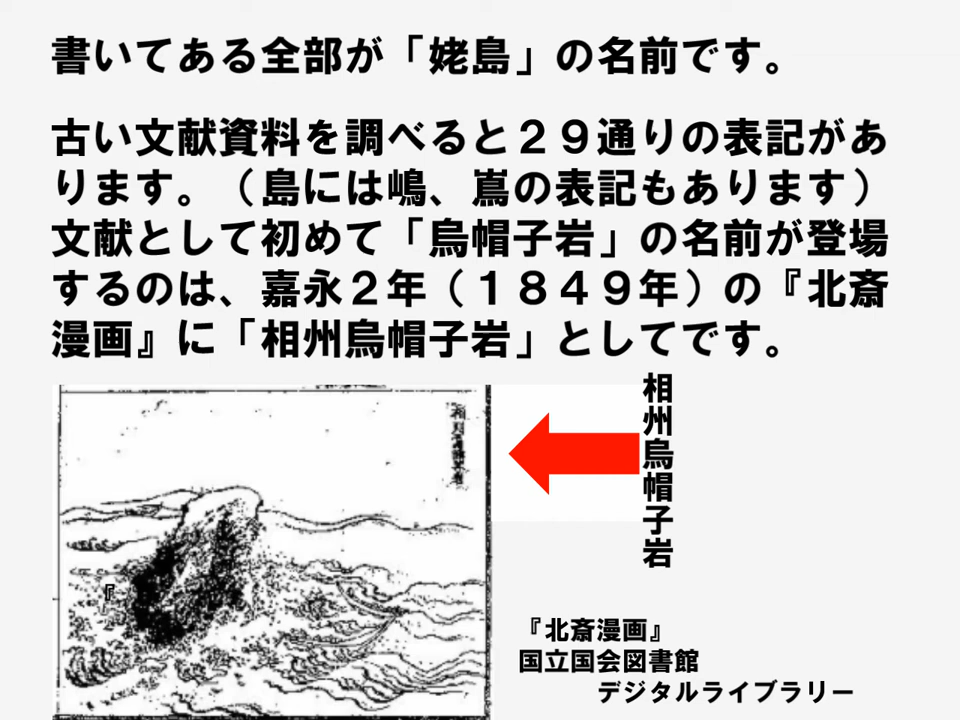 書いてある全部が「姥島」の名前です。
古い文献資料を調べると２９通りの表記があ
ります。（島には嶋、嶌の表記もあります）
文献として初めて「烏帽子岩」の名前が登場
するのは、嘉永２年（１８４９年）の『北斎
漫画』に「相州烏帽子岩」としてです。
相州烏帽子岩
『
『北斎漫画』
国立国会図書館
デジタルライブラリー